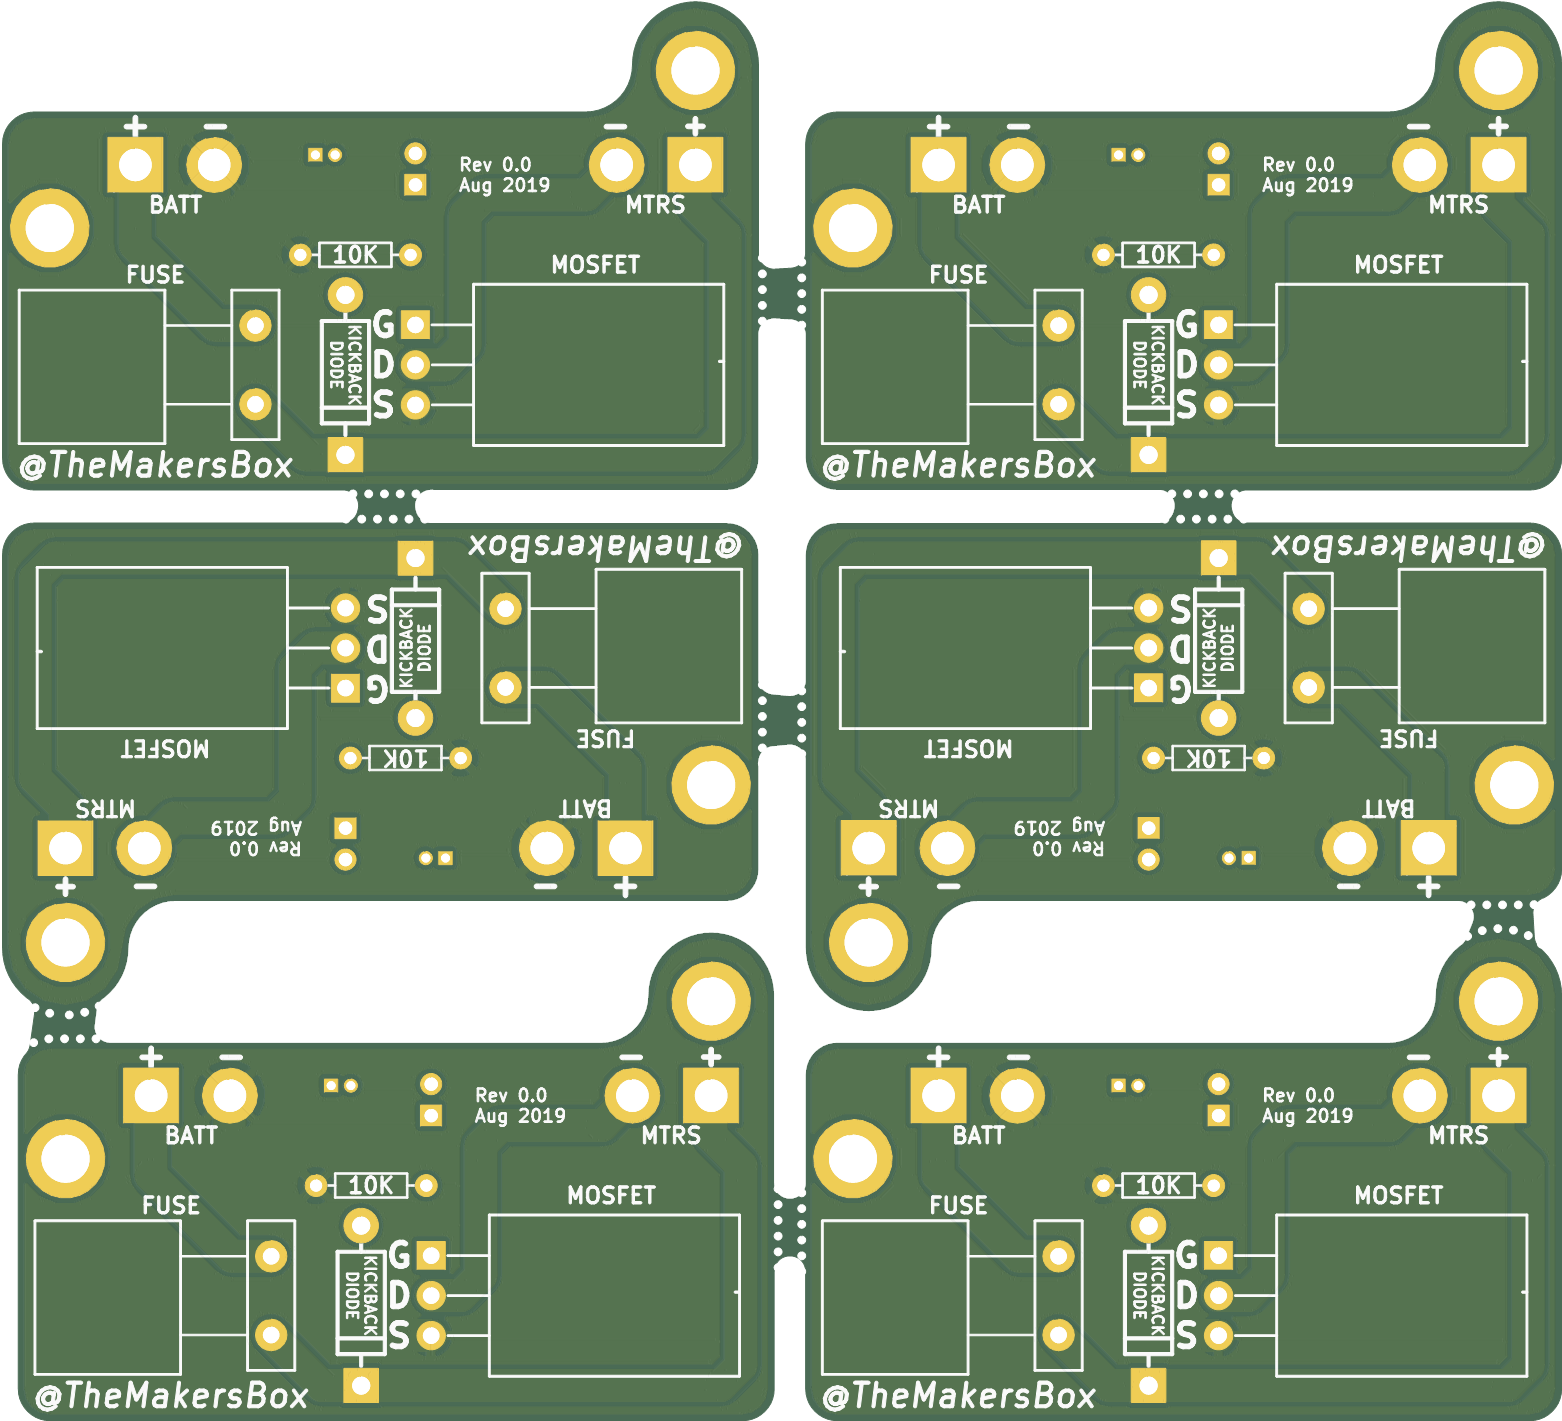 + − − +
Rev 0.0
Aug 2019
BATT MTRS
10K
FUSE MOSFET
G
KICKBACK
DIODE
D
S
@TheMakersBox
+ − − +
Rev 0.0
Aug 2019
BATT MTRS
10K
FUSE MOSFET
G
KICKBACK
DIODE
D
S
@TheMakersBox
@TheMakersBox
S
KICKBACK
DIODE
D
G
MOSFET FUSE
10K
MTRS BATT
Rev 0.0
Aug 2019
+ − − +
@TheMakersBox
S
KICKBACK
DIODE
D
G
MOSFET FUSE
10K
MTRS BATT
Rev 0.0
Aug 2019
+ − − +
+ − − +
Rev 0.0
Aug 2019
BATT MTRS
10K
FUSE MOSFET
G
KICKBACK
DIODE
D
S
@TheMakersBox
+ − − +
Rev 0.0
Aug 2019
BATT MTRS
10K
FUSE MOSFET
G
KICKBACK
DIODE
D
S
@TheMakersBox